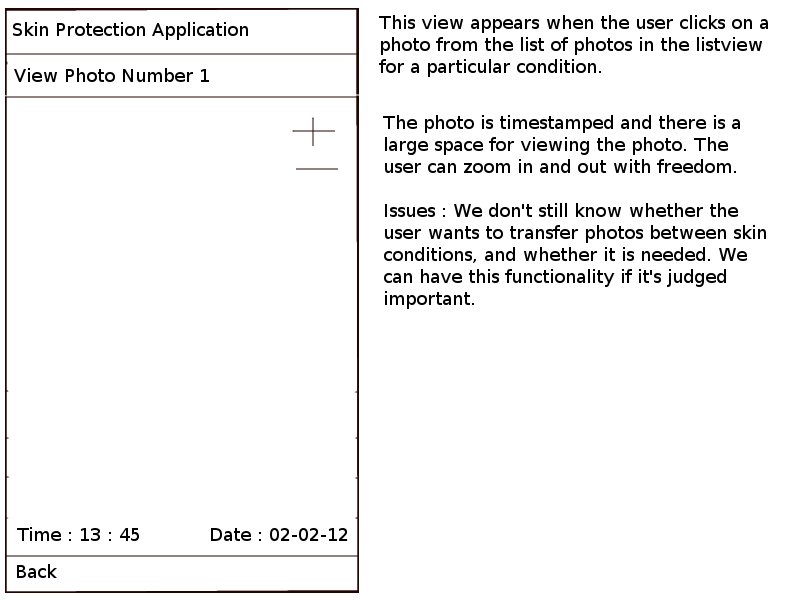 Skin Protection Application
View Photo Number 1
Time : 13 : 45
Date : 02-02-12
Back
This view appears when the user clicks on a
photo from the list of photos in the listview
for a particular condition.
The photo is timestamped and there is a
large space for viewing the photo. The
user can zoom in and out with freedom.
Issues : We don't still know whether the
user wants to transfer photos between skin
conditions, and whether it is needed. We
can have this functionality if it's judged
important.